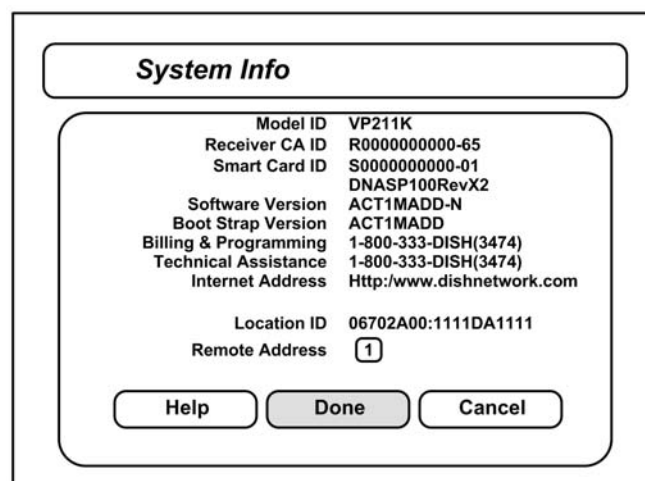 System Info
Model ID VP211K
Receiver CA ID R0000000000-65
Smart Card ID S0000000000-01
DNASP100RevX2
Software Version ACT1MADD-N
Boot Strap Version ACT1MADD
Billing & Programming 1-800-333-DISH(3474)
Technical Assistance 1-800-333-DISH(3474)
Internet Address Http:/www.dishnetwork.com
Location ID 06702A00:1111DA1111
Remote Address 1
Help Done Cancel